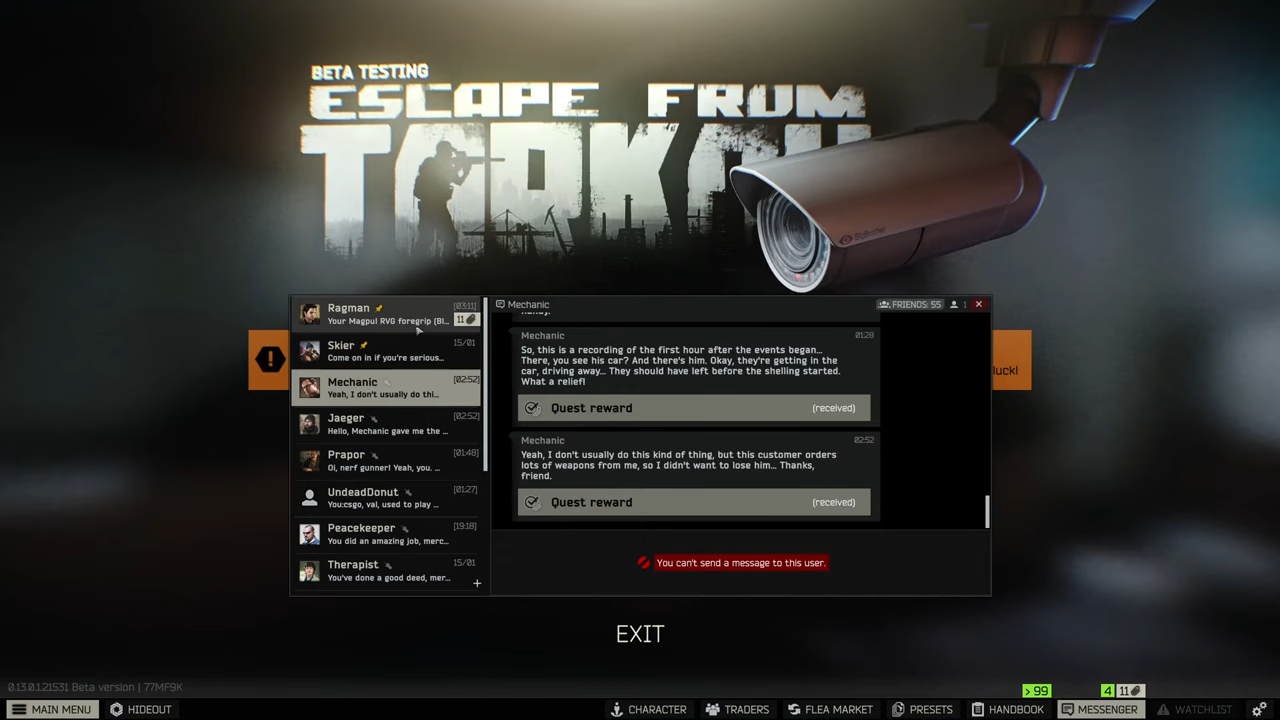 BETA TESTING
ESCAPE FROM
TARKOV
BigBrother
Ragman
[03:11]
Your Magpul RVG foregrip (Bl...
11
Skier
15/01
Come on in if you're serious...
Mechanic
[02:52]
Yeah, I don't usually do thi...
Jaeger
[02:52]
Hello, Mechanic gave me the ...
Prapor
[01:48]
Oi, nerf gunner! Yeah, you. ...
UndeadDonut
[01:27]
You:csgo, val, used to play ...
Peacekeeper
[19:18]
You did an amazing job, merc...
Therapist
15/01
You've done a good deed, mer...
+
Mechanic
FRIENDS: 55
1
Mechanic
01:28
So, this is a recording of the first hour after the events began...
There, you see his car? And there's him. Okay, they're getting in the
car, driving away... They should have left before the shelling started.
What a relief!
Quest reward
(received)
Mechanic
02:52
Yeah, I don't usually do this kind of thing, but this customer orders
lots of weapons from me, so I didn't want to lose him... Thanks,
friend.
Quest reward
(received)
You can't send a message to this user.
luck!
EXIT
0.13.0.1.21531 Beta version | 77MF9K
> 99
4
11
MAIN MENU
HIDEOUT
CHARACTER
TRADERS
FLEA MARKET
PRESETS
HANDBOOK
MESSENGER
WATCHLIST